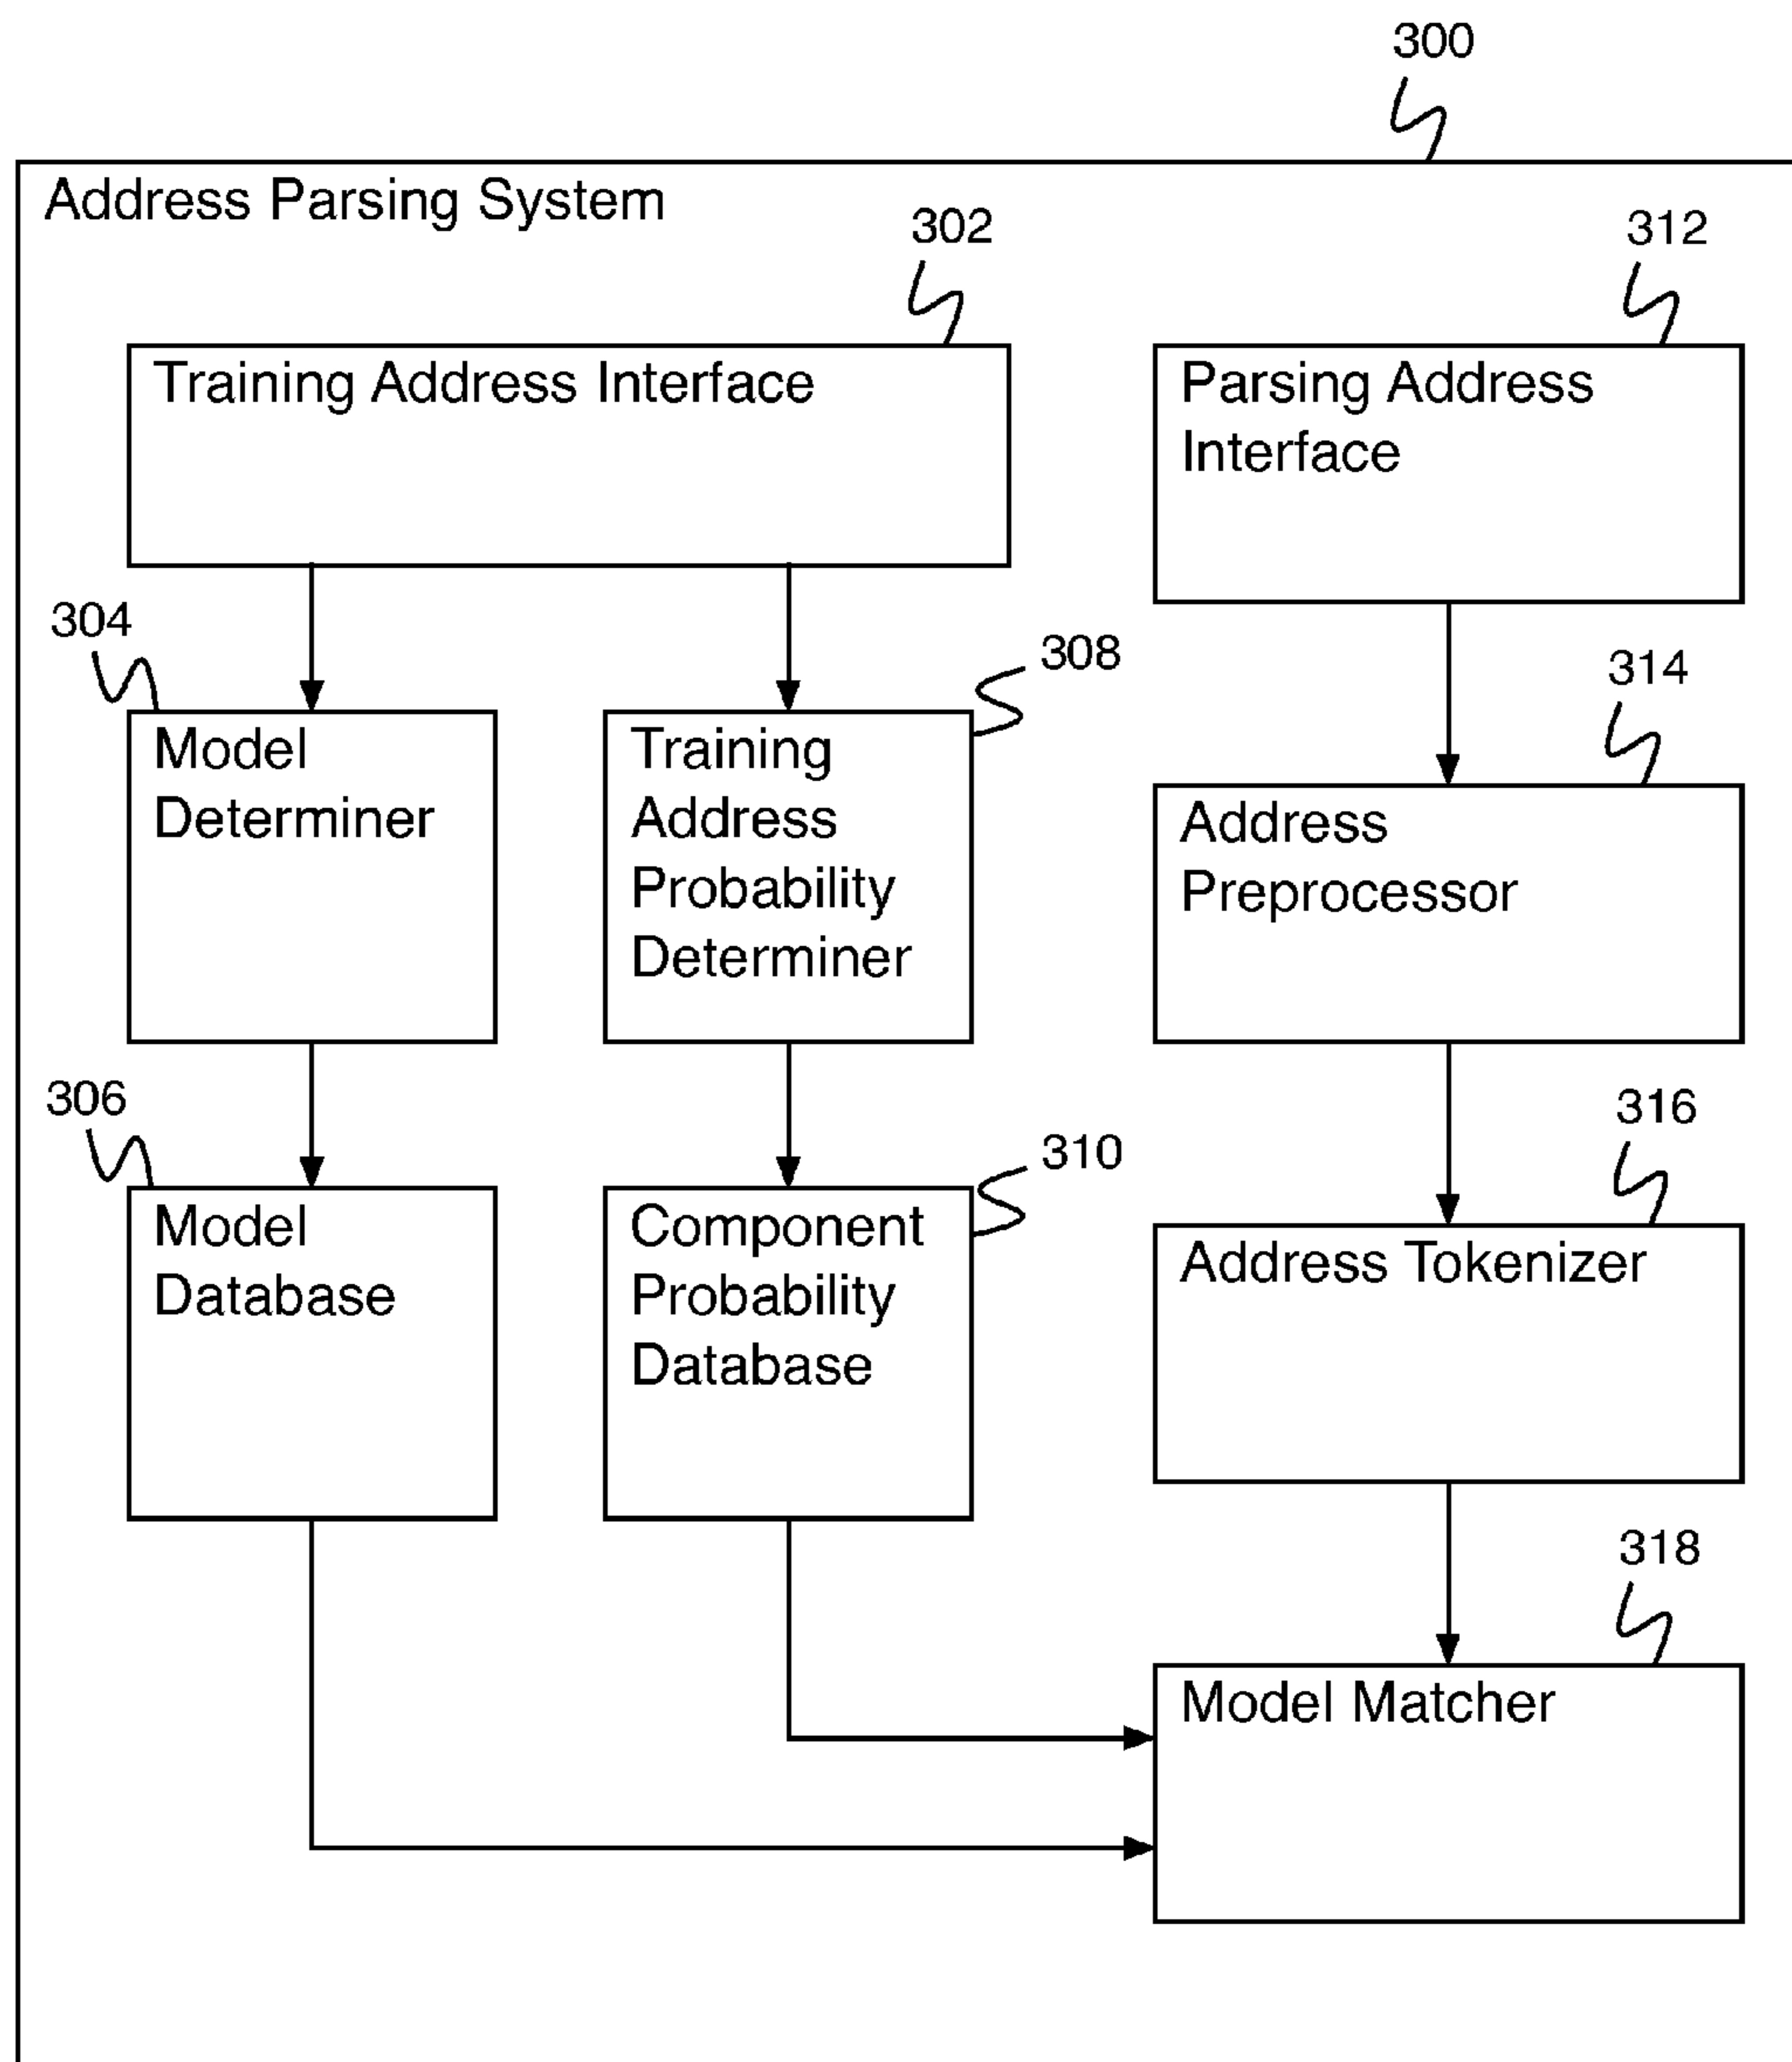 300
Address Parsing System
302
312
Training Address Interface
Parsing Address
Interface
304
308
314
Model
Determiner
Training
Address
Probability
Determiner
Address
Preprocessor
306
310
316
Model
Database
Component
Probability
Database
Address Tokenizer
318
Model Matcher